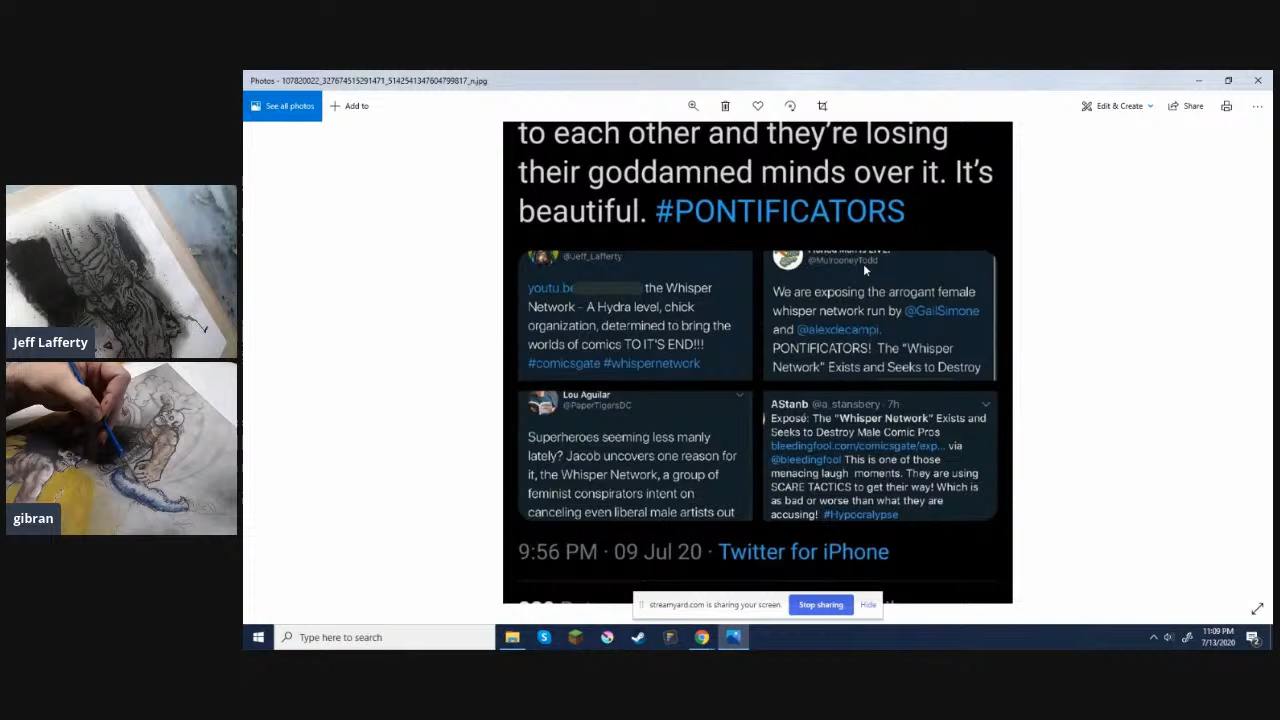 Photos - 107820022_327674515291471_5142541347604799817_n.jpg
See all photos
Add to
Edit & Create
Share
to each other and they're losing
their goddamned minds over it. It's
beautiful. #PONTIFICATORS
@Jeff_Lafferty
youtu.be the Whisper
Network - A Hydra level, chick
organization, determined to bring the
worlds of comics TO IT'S END!!!
#comicsgate #whispernetwork
@MulrooneyTodd
We are exposing the arrogant female
whisper network run by @GailSimone
and @alexdecampi.
PONTIFICATORS! The "Whisper
Network" Exists and Seeks to Destroy
Lou Aguilar
@PaperTigersDC
Superheroes seeming less manly
lately? Jacob uncovers one reason for
it, the Whisper Network, a group of
feminist conspirators intent on
canceling even liberal male artists out
AStanb @a_stansbery · 7h
Exposé: The "Whisper Network" Exists and
Seeks to Destroy Male Comic Pros
bleedingfool.com/comicsgate/exp... via
@bleedingfool This is one of those
menacing laugh moments. They are using
SCARE TACTICS to get their way! Which is
as bad or worse than what they are
accusing! #Hypocralypse
9:56 PM · 09 Jul 20 · Twitter for iPhone
streamyard.com is sharing your screen.
Stop sharing
Hide
Jeff Lafferty
gibran
Type here to search
11:09 PM
7/13/2020
2